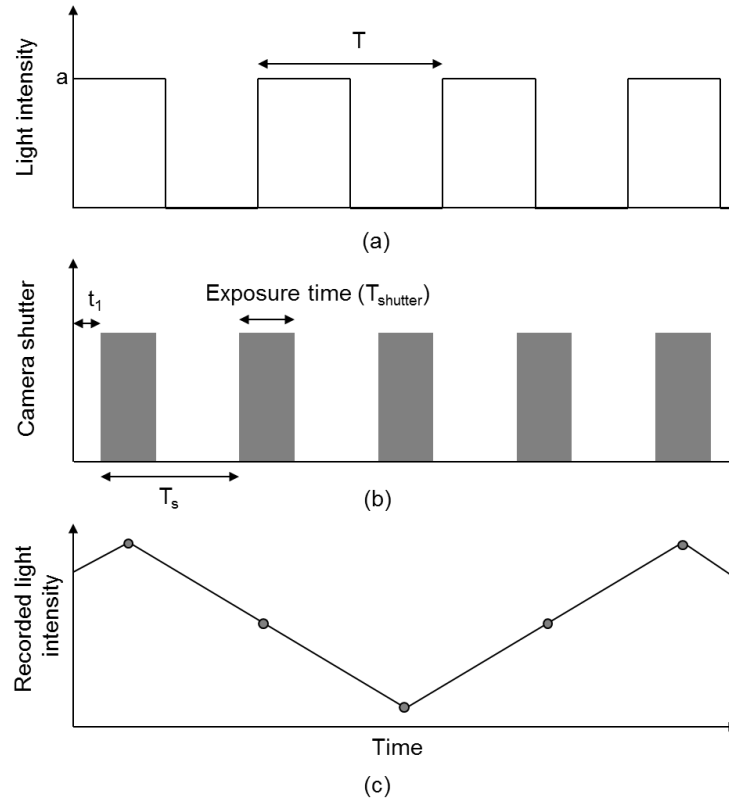 T
a
Light intensity
(a)
t1
Exposure time (Tshutter)
Camera shutter
Ts
(b)
Recorded light
intensity
Time
(c)